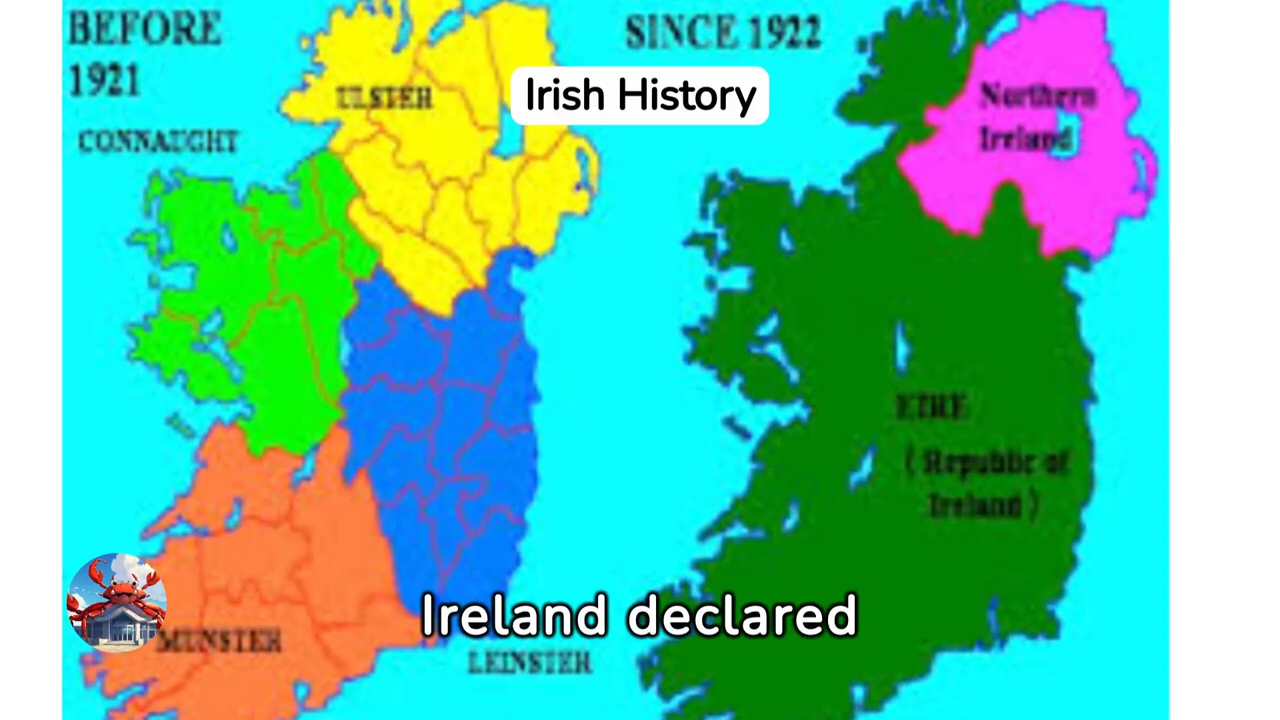 BEFORE
1921
SINCE 1922
Irish History
ULSTER
Northern
Ireland
CONNAUGHT
EIRE
( Republic of
Ireland )
Ireland declared
MUNSTER
LEINSTER